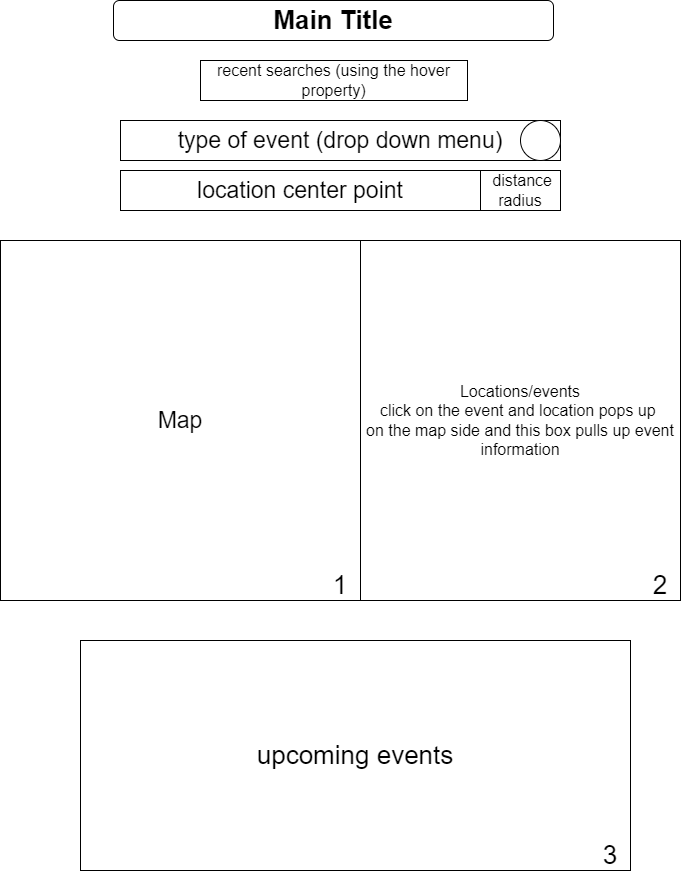 Main Title
recent searches (using the hover
property)
type of event (drop down menu)
location center point
distance
radius
Map
1
Locations/events
click on the event and location pops up
on the map side and this box pulls up event
information
2
upcoming events
3